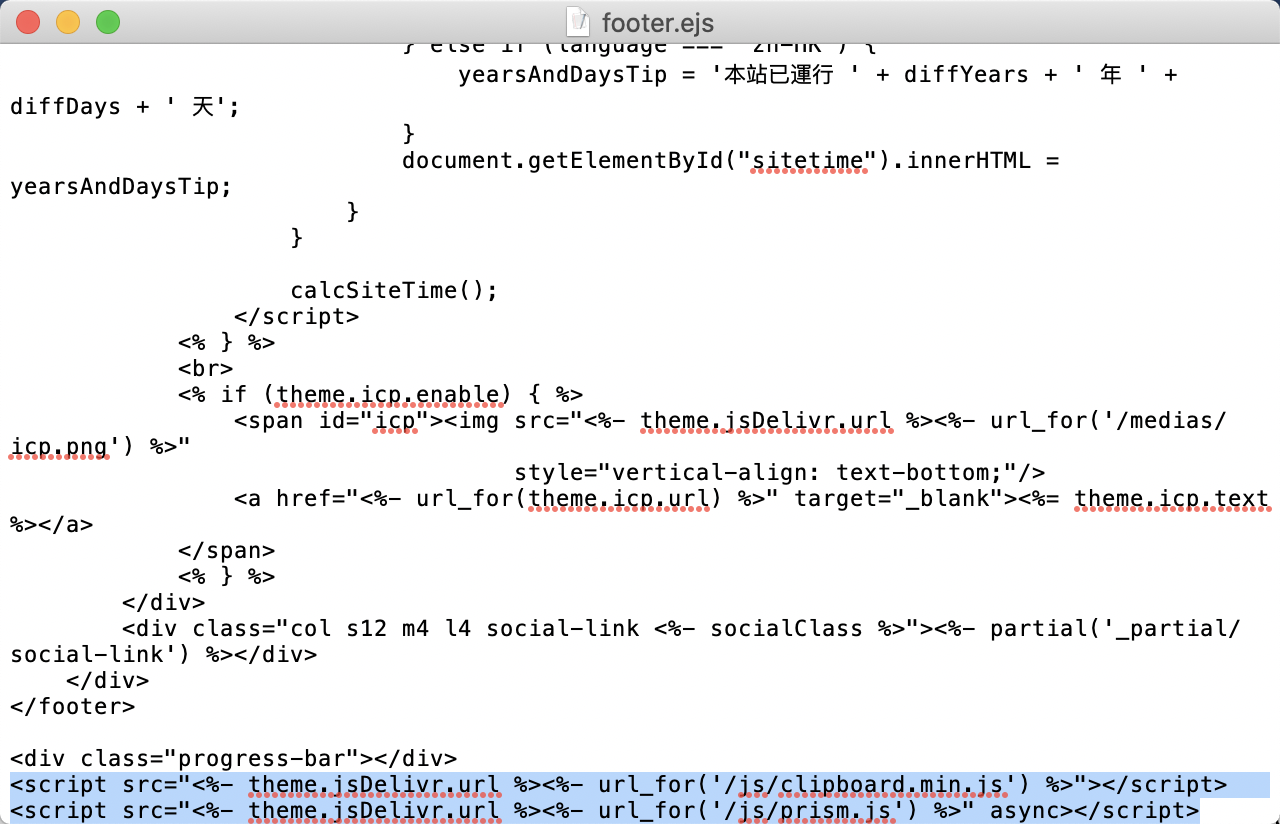 footer.ejs
} else if (language === 'zh-HK') {
yearsAndDaysTip = '本站已運行 ' + diffYears + ' 年 ' +
diffDays + ' 天';
}
document.getElementById("sitetime").innerHTML =
yearsAndDaysTip;
}
}
calcSiteTime();
</script>
<% } %>
<br>
<% if (theme.icp.enable) { %>
<span id="icp"><img src="<%- theme.jsDelivr.url %><%- url_for('/medias/
icp.png') %>"
style="vertical-align: text-bottom;"/>
<a href="<%- url_for(theme.icp.url) %>" target="_blank"><%= theme.icp.text
%></a>
</span>
<% } %>
</div>
<div class="col s12 m4 l4 social-link <%- socialClass %>"><%- partial('_partial/
social-link') %></div>
</div>
</footer>
<div class="progress-bar"></div>
<script src="<%- theme.jsDelivr.url %><%- url_for('/js/clipboard.min.js') %>"></script>
<script src="<%- theme.jsDelivr.url %><%- url_for('/js/prism.js') %>" async></script>